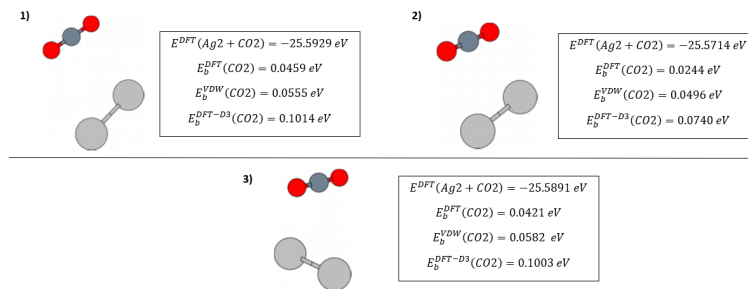 1)
E^DFT(Ag2 + CO2) = −25.5929 eV
E_b^DFT(CO2) = 0.0459 eV
E_b^VDW(CO2) = 0.0555 eV
E_b^DFT−D3(CO2) = 0.1014 eV
2)
E^DFT(Ag2 + CO2) = −25.5714 eV
E_b^DFT(CO2) = 0.0244 eV
E_b^VDW(CO2) = 0.0496 eV
E_b^DFT−D3(CO2) = 0.0740 eV
3)
E^DFT(Ag2 + CO2) = −25.5891 eV
E_b^DFT(CO2) = 0.0421 eV
E_b^VDW(CO2) = 0.0582 eV
E_b^DFT−D3(CO2) = 0.1003 eV